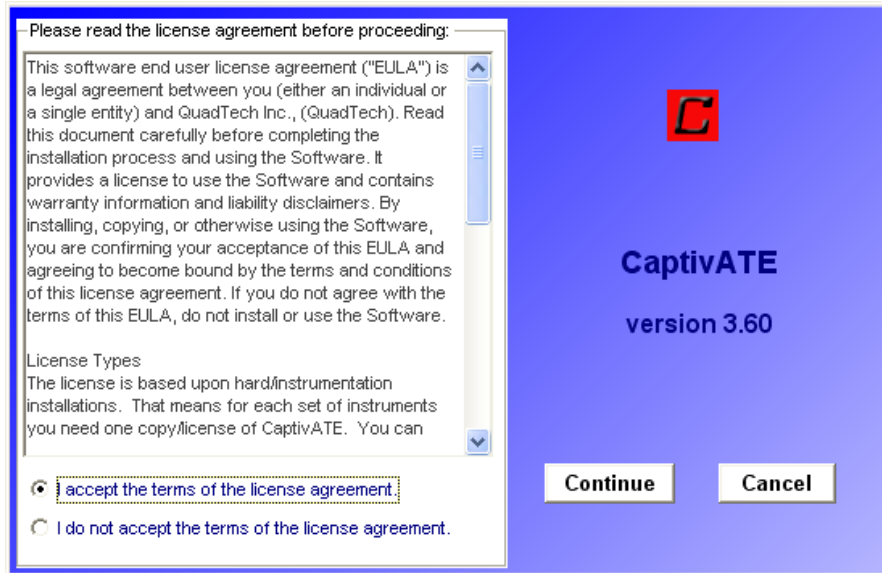 Please read the license agreement before proceeding:
This software end user license agreement ("EULA") is
a legal agreement between you (either an individual or
a single entity) and QuadTech Inc., (QuadTech). Read
this document carefully before completing the
installation process and using the Software. It
provides a license to use the Software and contains
warranty information and liability disclaimers. By
installing, copying, or otherwise using the Software,
you are confirming your acceptance of this EULA and
agreeing to become bound by the terms and conditions
of this license agreement. If you do not agree with the
terms of this EULA, do not install or use the Software.
License Types
The license is based upon hard/instrumentation
installations. That means for each set of instruments
you need one copy/license of CaptivATE. You can
I accept the terms of the license agreement.
I do not accept the terms of the license agreement.
C
CaptivATE
version 3.60
Continue
Cancel